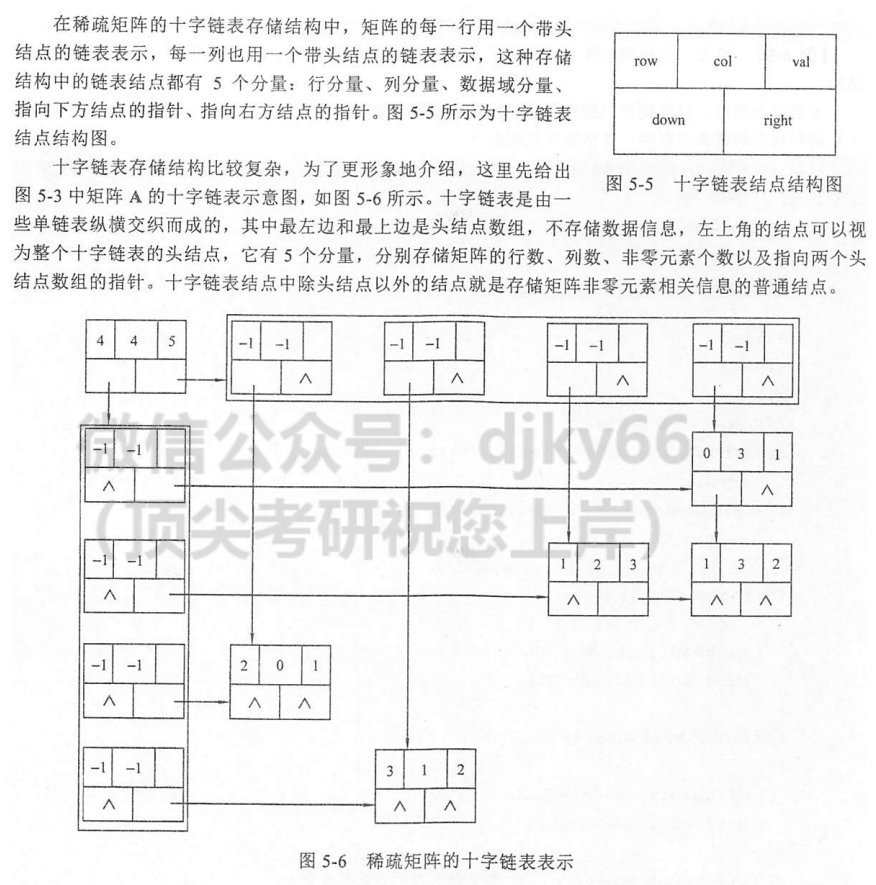 在稀疏矩阵的十字链表存储结构中，矩阵的每一行用一个带头
结点的链表表示，每一列也用一个带头结点的链表表示，这种存储
结构中的链表结点都有 5 个分量：行分量、列分量、数据域分量、
指向下方结点的指针、指向右方结点的指针。图 5-5 所示为十字链表
结点结构图。
row col val
down right
图 5-5 十字链表结点结构图
十字链表存储结构比较复杂，为了更形象地介绍，这里先给出
图 5-3 中矩阵 A 的十字链表示意图，如图 5-6 所示。十字链表是由一
些单链表纵横交织而成的，其中最左边和最上边是头结点数组，不存储数据信息，左上角的结点可以视
为整个十字链表的头结点，它有 5 个分量，分别存储矩阵的行数、列数、非零元素个数以及指向两个头
结点数组的指针。十字链表结点中除头结点以外的结点就是存储矩阵非零元素相关信息的普通结点。
4 4 5 -1 -1 -1 -1 -1 -1 -1 -1
∧ ∧ ∧ ∧
微信公众号：djky66
（顶尖考研祝您上岸）
-1 -1 0 3 1
∧ ∧
-1 -1 1 2 3 1 3 2
∧ ∧ ∧ ∧
-1 -1 2 0 1
∧ ∧ ∧
-1 -1 3 1 2
∧ ∧ ∧
图 5-6 稀疏矩阵的十字链表表示